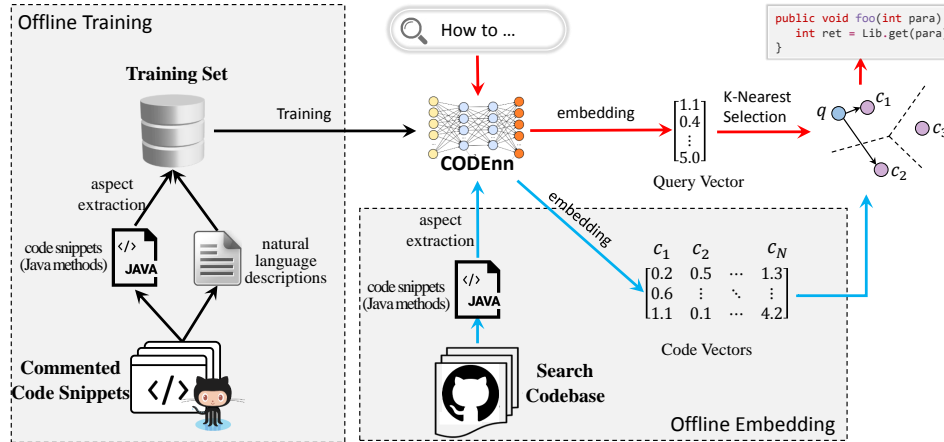 Offline Training
Training Set
Training
aspect
extraction
code snippets
(Java methods)
</>
JAVA
natural
language
descriptions
Commented
Code Snippets
</>
How to ...
CODEnn
embedding
[1.1
0.4
⋮
5.0]
Query Vector
K-Nearest
Selection
public void foo(int para)
int ret = Lib.get(para)
}
q
c1
c2
c3
aspect
extraction
embedding
code snippets
(Java methods)
</>
JAVA
Search
Codebase
c1 c2 cN
[0.2 0.5 ⋯ 1.3
0.6 ⋮ ⋱ ⋮
1.1 0.1 ⋯ 4.2]
Code Vectors
Offline Embedding